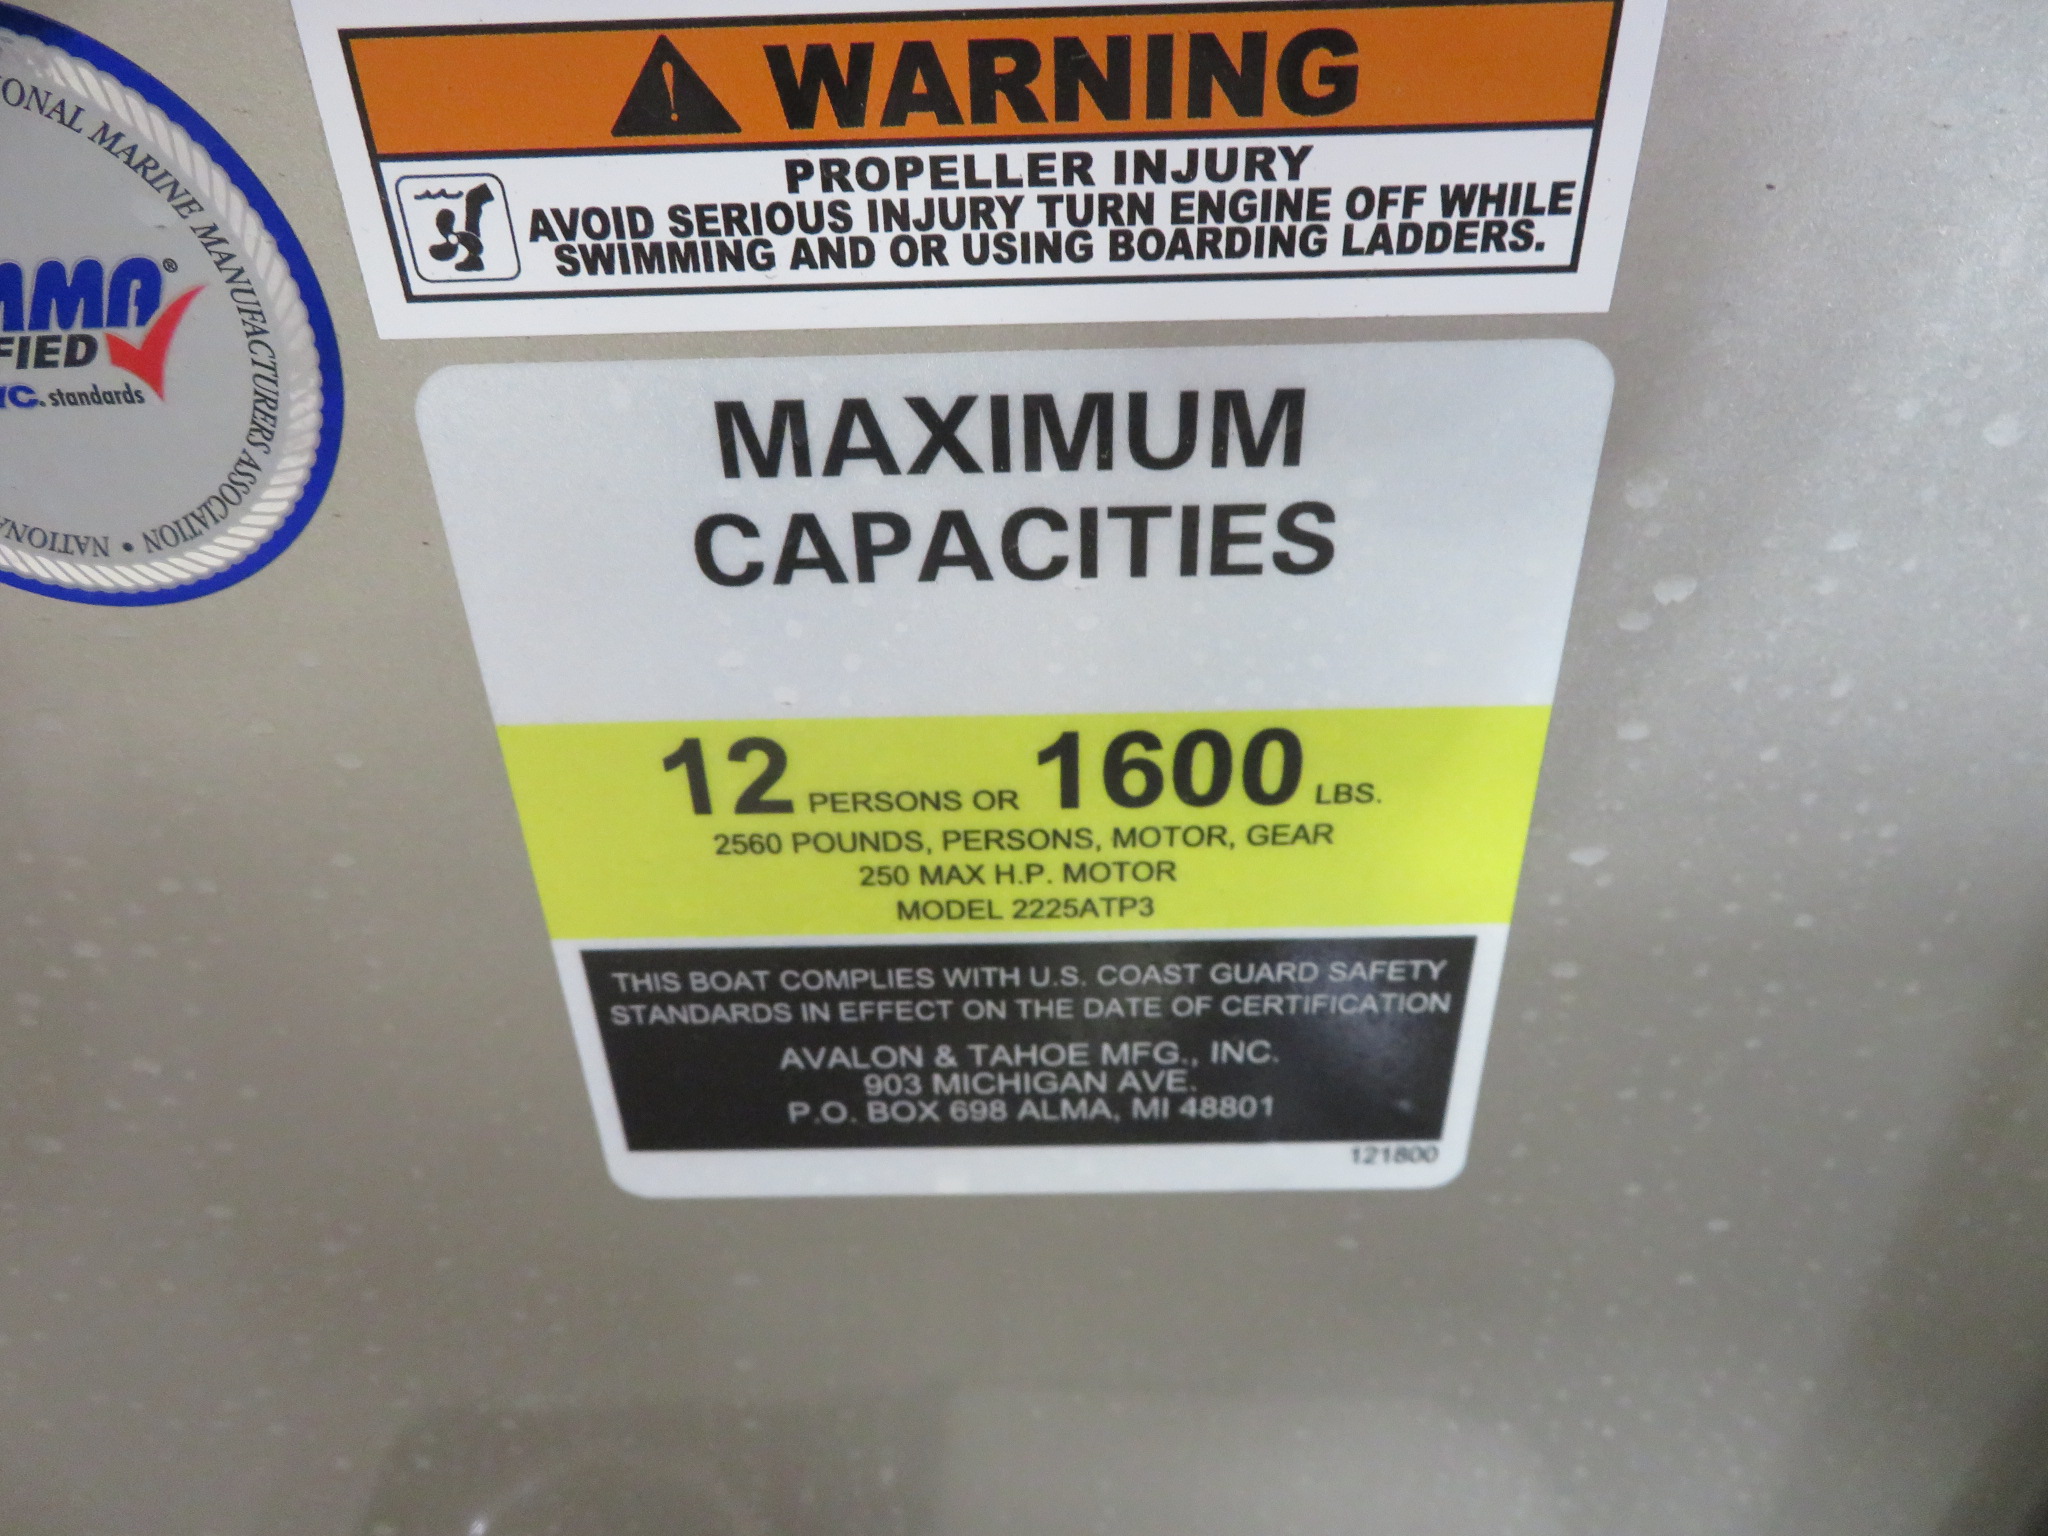 WARNING
PROPELLER INJURY
AVOID SERIOUS INJURY TURN ENGINE OFF WHILE
SWIMMING AND OR USING BOARDING LADDERS.
MARINE MANUFACTURERS ASSOCIATION • NATIONA
®
standards
MAXIMUM
CAPACITIES
12 PERSONS OR 1600 LBS.
2560 POUNDS, PERSONS, MOTOR, GEAR
250 MAX H.P. MOTOR
MODEL 2225ATP3
THIS BOAT COMPLIES WITH U.S. COAST GUARD SAFETY
STANDARDS IN EFFECT ON THE DATE OF CERTIFICATION
AVALON & TAHOE MFG., INC.
903 MICHIGAN AVE.
P.O. BOX 698 ALMA, MI 48801
121800